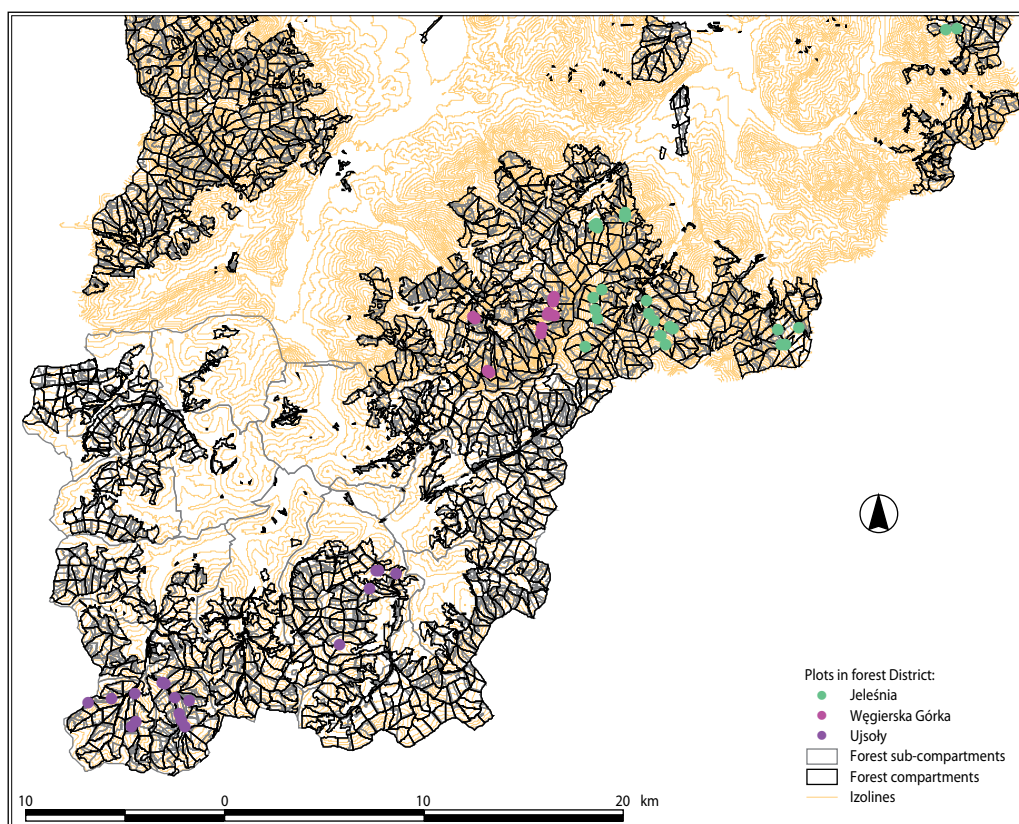 Plots in forest District:
Jeleśnia
Węgierska Górka
Ujsoły
Forest sub-compartments
Forest compartments
Izolines
10 0 10 20 km